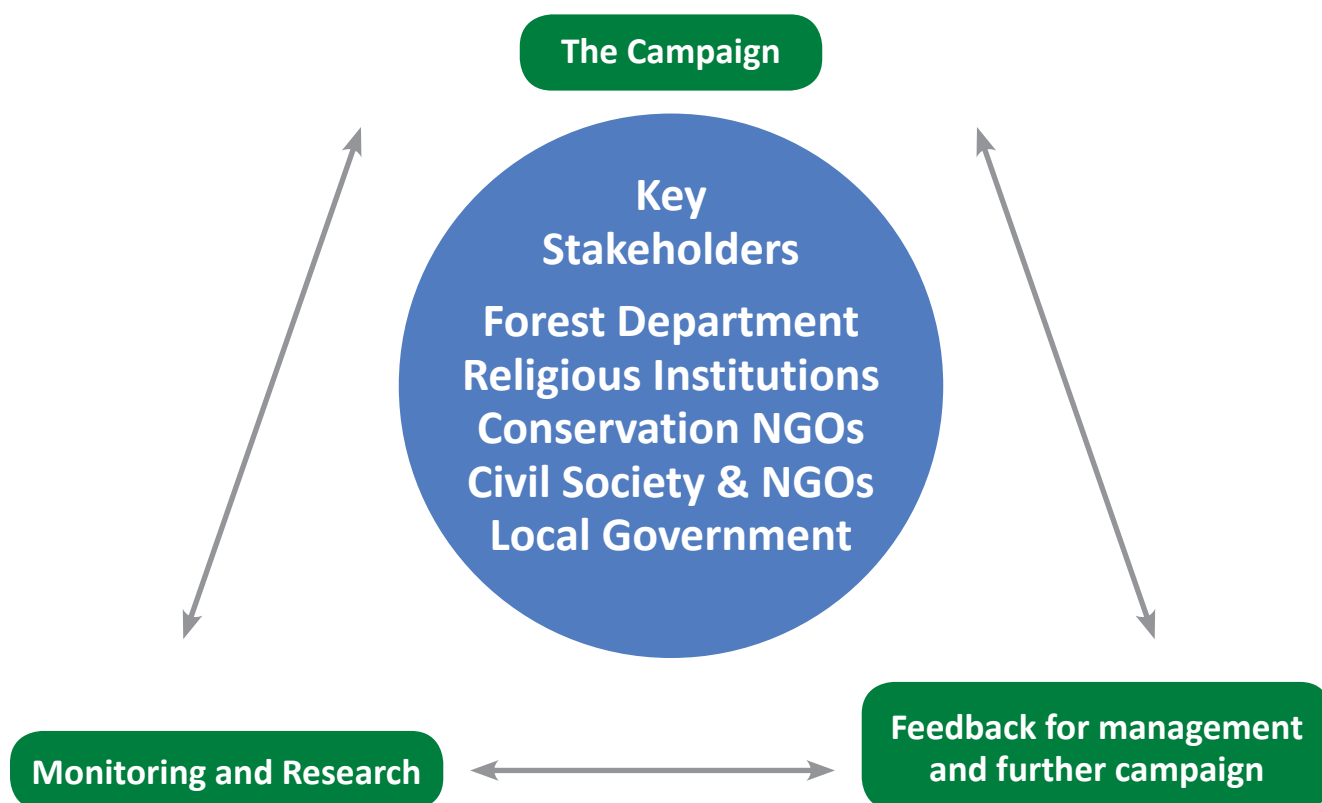 The Campaign
Key
Stakeholders
Forest Department
Religious Institutions
Conservation NGOs
Civil Society & NGOs
Local Government
Monitoring and Research
Feedback for management
and further campaign